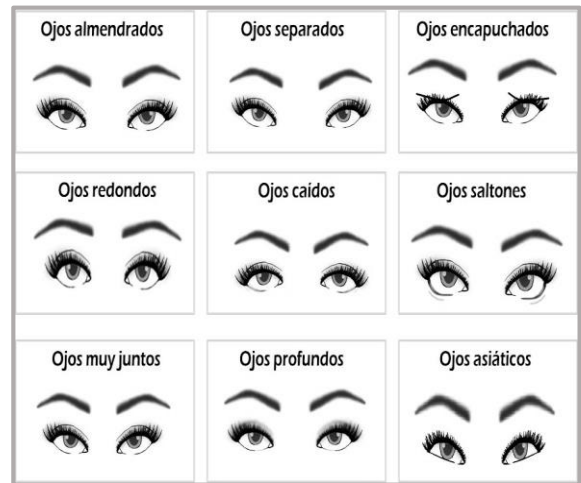 Ojos almendrados
Ojos separados
Ojos encapuchados
Ojos redondos
Ojos caídos
Ojos saltones
Ojos muy juntos
Ojos profundos
Ojos asiáticos